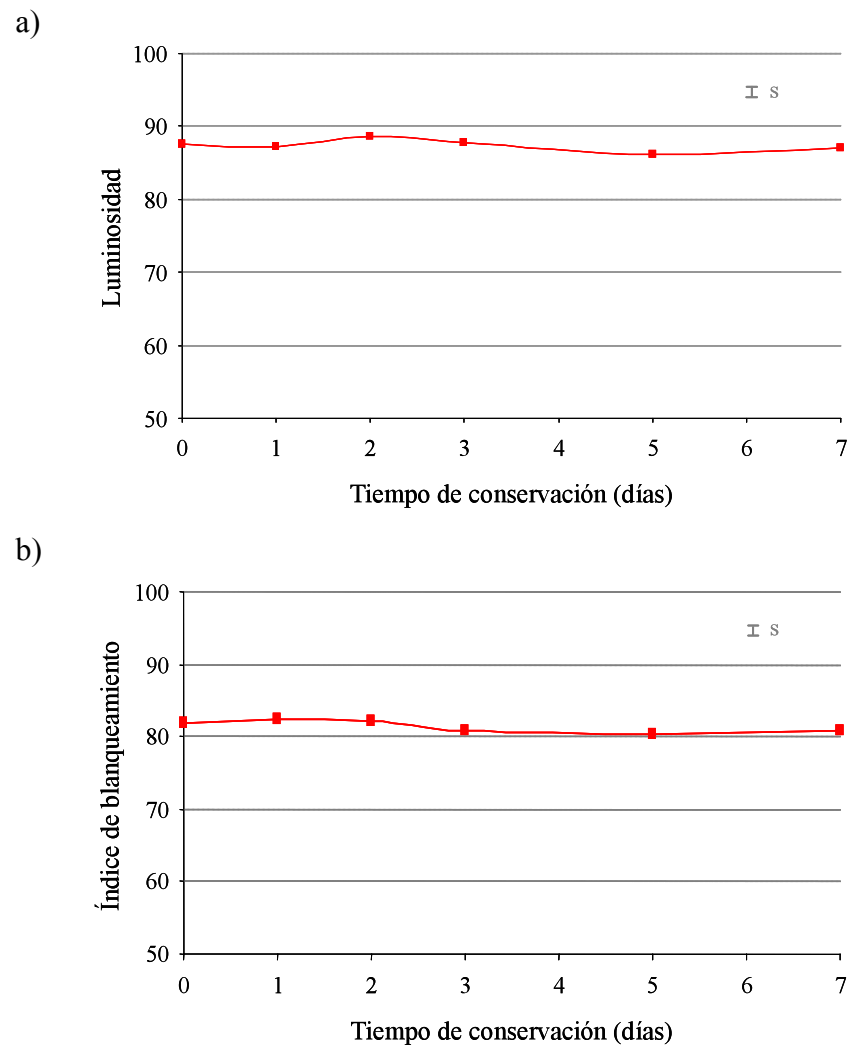 a)
100
90
80
70
60
50
Luminosidad
s
0 1 2 3 4 5 6 7
Tiempo de conservación (días)
b)
100
90
80
70
60
50
Índice de blanqueamiento
s
0 1 2 3 4 5 6 7
Tiempo de conservación (días)